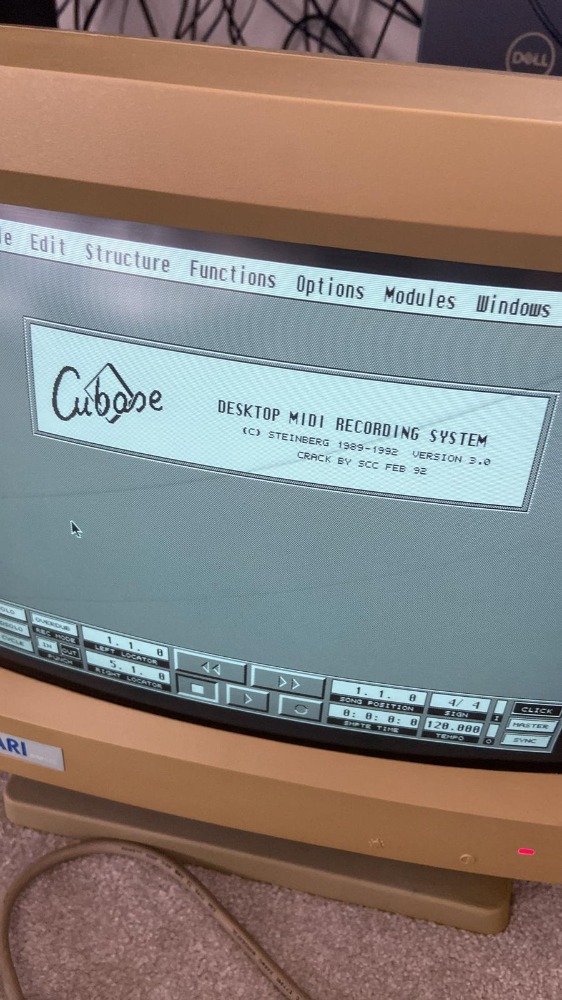 DELL
le Edit Structure Functions Options Modules Windows
Cubase
DESKTOP MIDI RECORDING SYSTEM
(C) STEINBERG 1989-1992 VERSION 3.0
CRACK BY SCC FEB 92
OLO
OVERDUB
REC MODE
CYCLE
IN OUT
PUNCH
1. 1. 0
LEFT LOCATOR
5. 1. 0
RIGHT LOCATOR
1. 1. 0
SONG POSITION
0: 0: 0: 0
SMPTE TIME
4/ 4
SIGN
120.000
TEMPO
I
O
CLICK
MASTER
SYNC
ARI